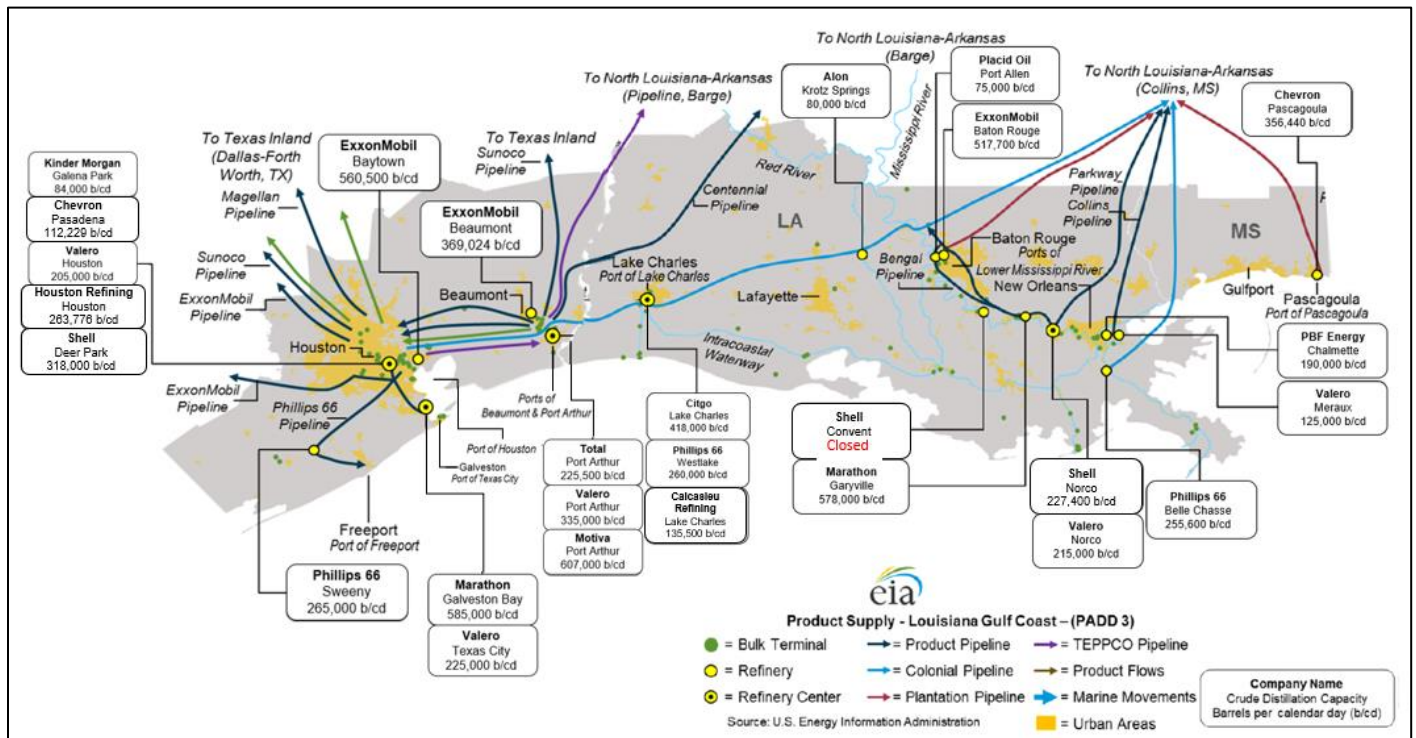 To North Louisiana-Arkansas
(Barge)
To North Louisiana-Arkansas
(Pipeline, Barge)
To North Louisiana-Arkansas
(Collins, MS)
To Texas Inland
(Dallas-Forth
Worth, TX)
Magellan
Pipeline
Sunoco
Pipeline
ExxonMobil
Pipeline
To Texas Inland
Sunoco
Pipeline
Kinder Morgan
Galena Park
84,000 b/cd
Chevron
Pasadena
112,229 b/cd
Valero
Houston
205,000 b/cd
Houston Refining
Houston
263,776 b/cd
Shell
Deer Park
318,000 b/cd
ExxonMobil
Baytown
560,500 b/cd
ExxonMobil
Beaumont
369,024 b/cd
Alon
Krotz Springs
80,000 b/cd
Placid Oil
Port Allen
75,000 b/cd
ExxonMobil
Baton Rouge
517,700 b/cd
Chevron
Pascagoula
356,440 b/cd
Red River
Mississippi River
Centennial
Pipeline
Parkway
Pipeline
Collins
Pipeline
LA
MS
Lake Charles
Port of Lake Charles
Beaumont
Houston
Lafayette
Bengal
Pipeline
Baton Rouge
Ports of
Lower Mississippi River
New Orleans
Gulfport
Pascagoula
Port of Pascagoula
Intracoastal
Waterway
ExxonMobil
Pipeline
Phillips 66
Pipeline
Ports of
Beaumont & Port Arthur
Port of Houston
Galveston
Port of Texas City
Freeport
Port of Freeport
Phillips 66
Sweeny
265,000 b/cd
Marathon
Galveston Bay
585,000 b/cd
Valero
Texas City
225,000 b/cd
Total
Port Arthur
225,500 b/cd
Valero
Port Arthur
335,000 b/cd
Motiva
Port Arthur
607,000 b/cd
Citgo
Lake Charles
418,000 b/cd
Phillips 66
Westlake
260,000 b/cd
Calcasieu
Refining
Lake Charles
135,500 b/cd
Shell
Convent
Closed
Marathon
Garyville
578,000 b/cd
Shell
Norco
227,400 b/cd
Valero
Norco
215,000 b/cd
Phillips 66
Belle Chasse
255,600 b/cd
PBF Energy
Chalmette
190,000 b/cd
Valero
Meraux
125,000 b/cd
eia
Product Supply - Louisiana Gulf Coast – (PADD 3)
= Bulk Terminal
= Product Pipeline
= TEPPCO Pipeline
= Refinery
= Colonial Pipeline
= Product Flows
= Refinery Center
= Plantation Pipeline
= Marine Movements
Source: U.S. Energy Information Administration
= Urban Areas
Company Name
Crude Distillation Capacity
Barrels per calendar day (b/cd)